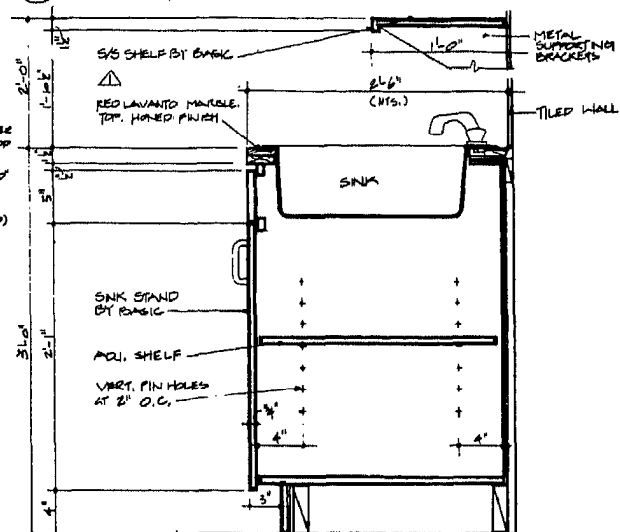 S/S SHELF BY BASIC
METAL
SUPPORTING
BRACKETS
1'-0"
1
2'-6"
(NTS.)
RED LAVANTO MARBLE
TOP. HONED FINISH
TILED WALL
2'-0"
SINK
5"
SINK STAND
BY BASIC
3'-0"
2'-1"
ADJ. SHELF
VERT. PIN HOLES
AT 2" O.C.
3/4"
4"
4"
3"
4"